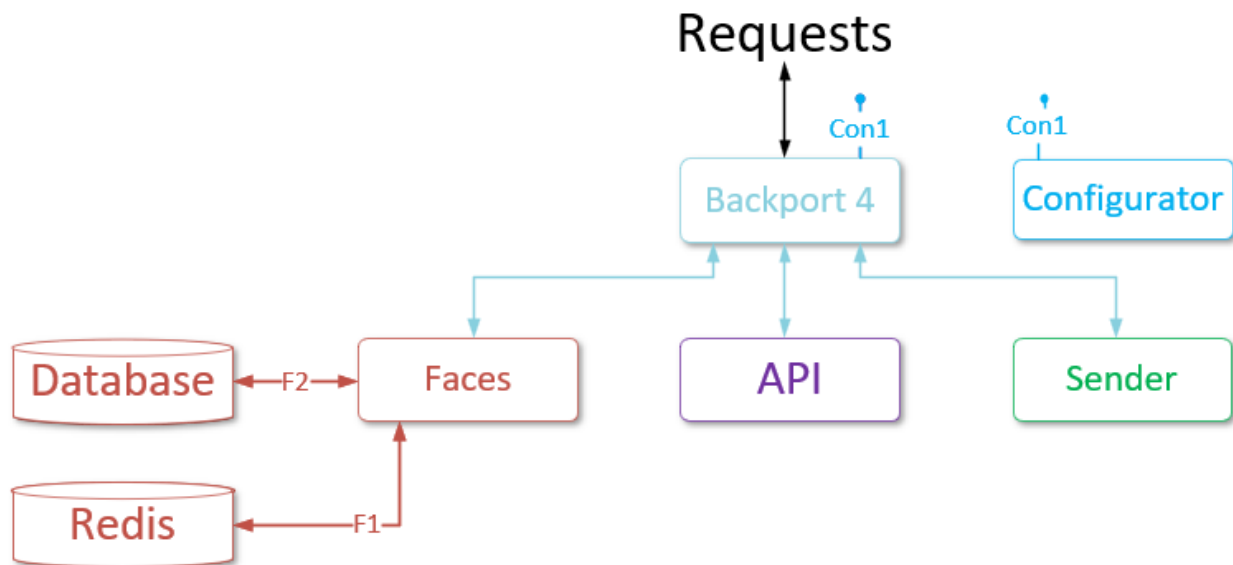 Requests
Con1
Con1
Backport 4
Configurator
Database
F2
Faces
API
Sender
Redis
F1